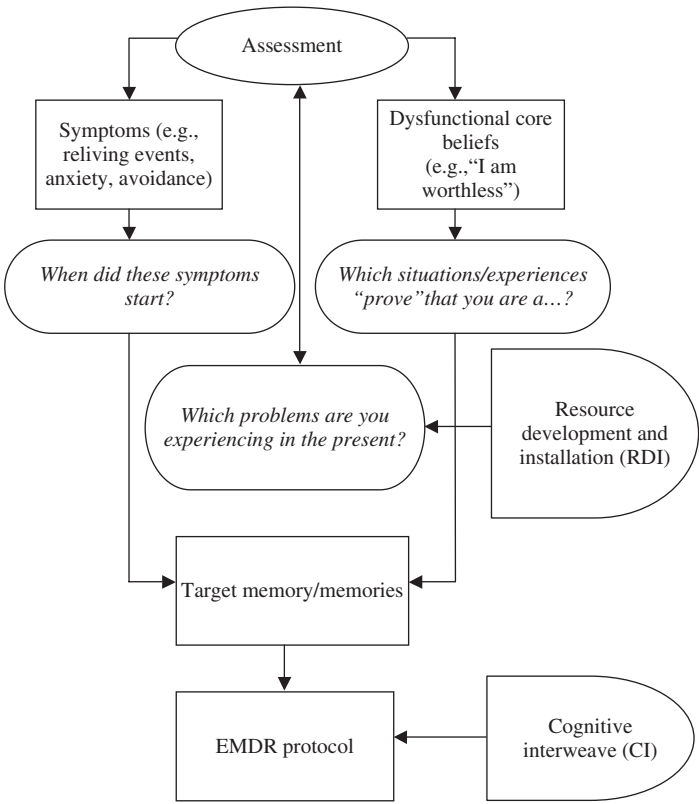 Assessment
Symptoms (e.g.,
reliving events,
anxiety, avoidance)
Dysfunctional core
beliefs
(e.g.,“I am
worthless”)
When did these symptoms
start?
Which situations/experiences
“prove”that you are a…?
Which problems are you
experiencing in the present?
Resource
development and
installation (RDI)
Target memory/memories
EMDR protocol
Cognitive
interweave (CI)